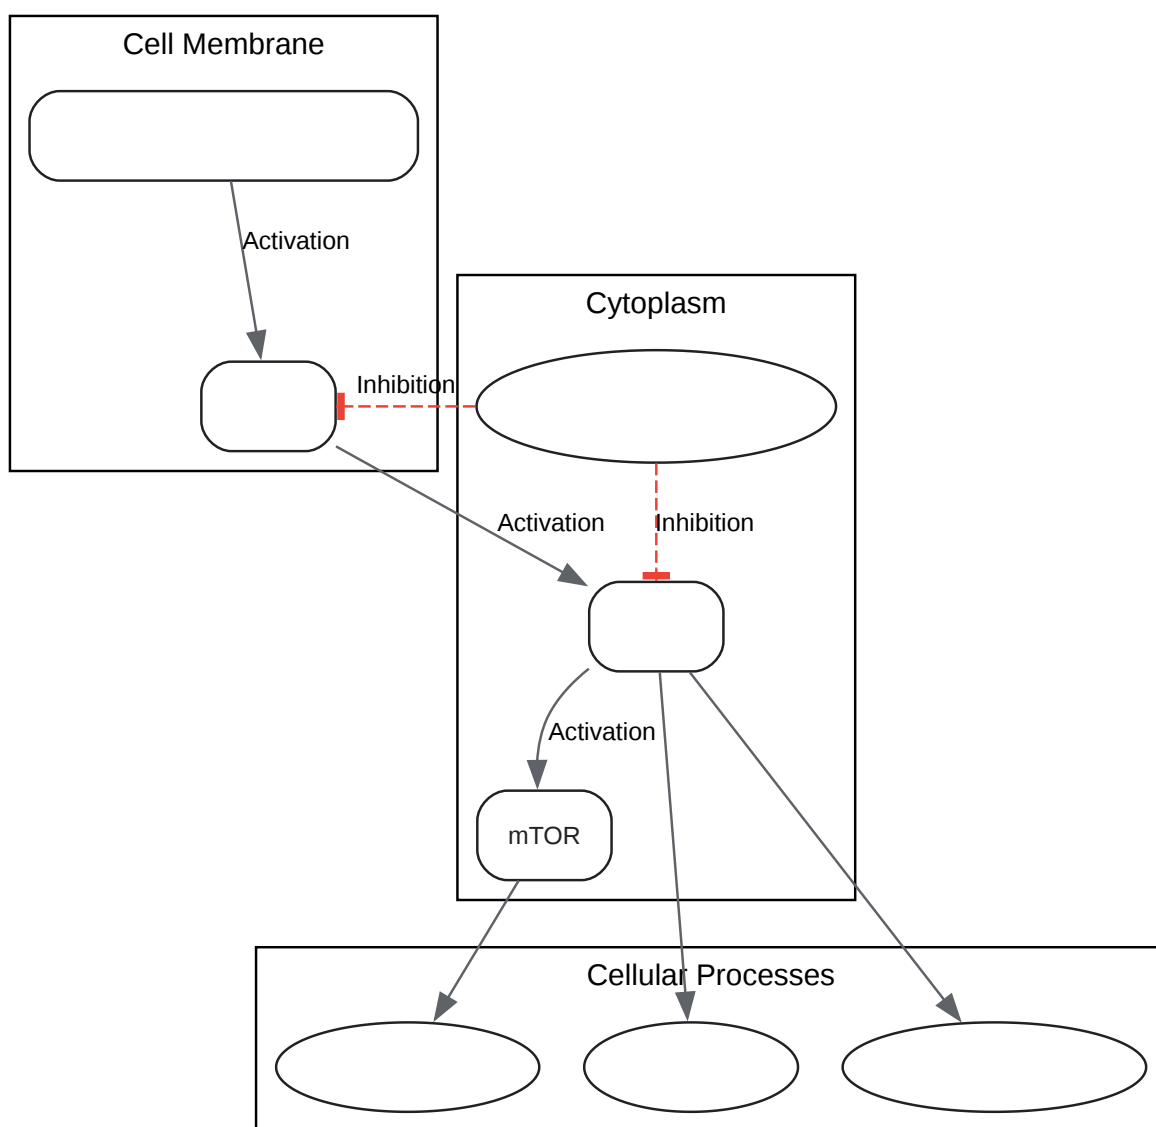 Cell Membrane
Activation
Cytoplasm
Inhibition
Activation
Inhibition
Activation
mTOR
Cellular Processes